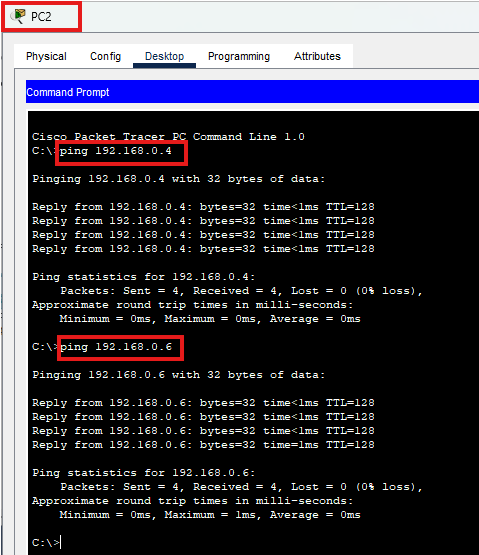 PC2
Physical Config Desktop Programming Attributes
Command Prompt
Cisco Packet Tracer PC Command Line 1.0
C:\>ping 192.168.0.4
Pinging 192.168.0.4 with 32 bytes of data:
Reply from 192.168.0.4: bytes=32 time<1ms TTL=128
Reply from 192.168.0.4: bytes=32 time<1ms TTL=128
Reply from 192.168.0.4: bytes=32 time<1ms TTL=128
Reply from 192.168.0.4: bytes=32 time<1ms TTL=128
Ping statistics for 192.168.0.4:
Packets: Sent = 4, Received = 4, Lost = 0 (0% loss),
Approximate round trip times in milli-seconds:
Minimum = 0ms, Maximum = 0ms, Average = 0ms
C:\>ping 192.168.0.6
Pinging 192.168.0.6 with 32 bytes of data:
Reply from 192.168.0.6: bytes=32 time<1ms TTL=128
Reply from 192.168.0.6: bytes=32 time<1ms TTL=128
Reply from 192.168.0.6: bytes=32 time<1ms TTL=128
Reply from 192.168.0.6: bytes=32 time=1ms TTL=128
Ping statistics for 192.168.0.6:
Packets: Sent = 4, Received = 4, Lost = 0 (0% loss),
Approximate round trip times in milli-seconds:
Minimum = 0ms, Maximum = 1ms, Average = 0ms
C:\>